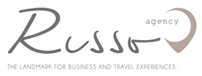 Russo agency
THE LANDMARK FOR BUSINESS AND TRAVEL EXPERIENCES.